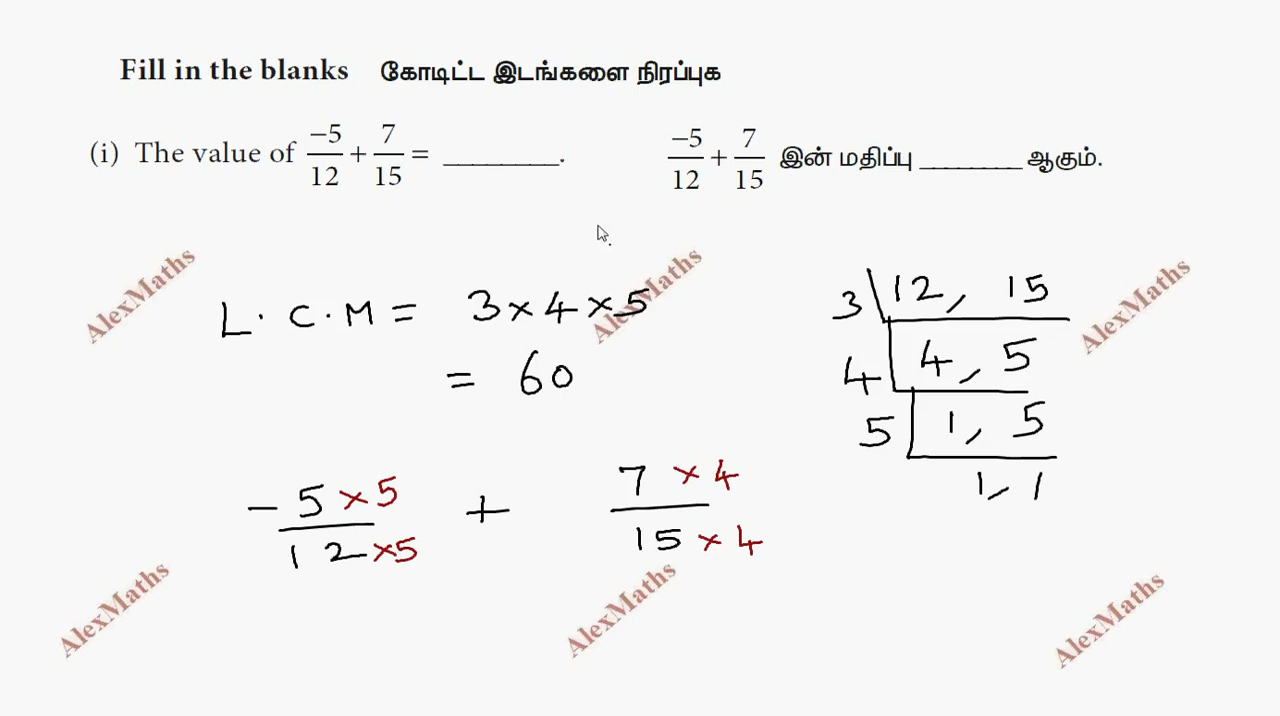 Fill in the blanks கோடிட்ட இடங்களை நிரப்புக
(i) The value of -5/12 + 7/15 = ________. -5/12 + 7/15 இன் மதிப்பு ________ ஆகும்.
AlexMaths AlexMaths AlexMaths
L.C.M = 3×4×5
= 60
3 | 12, 15
4 | 4, 5
5 | 1, 5
1, 1
-5×5/12×5 + 7×4/15×4
AlexMaths AlexMaths AlexMaths